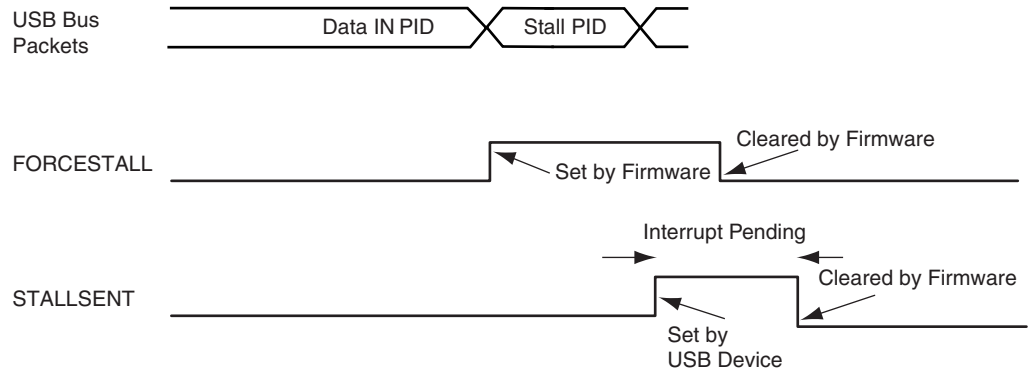 USB Bus
Packets
Data IN PID
Stall PID
Cleared by Firmware
FORCESTALL
Set by Firmware
Interrupt Pending
Cleared by Firmware
STALLSENT
Set by
USB Device